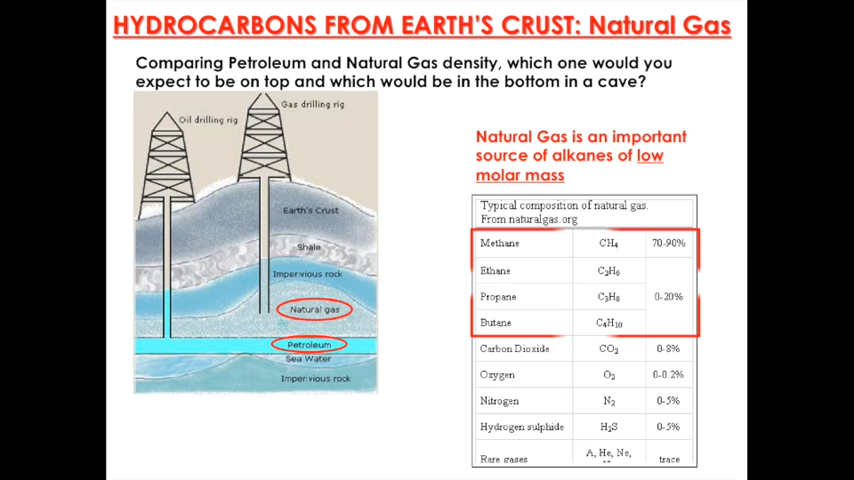 HYDROCARBONS FROM EARTH'S CRUST: Natural Gas
Comparing Petroleum and Natural Gas density, which one would you
expect to be on top and which would be in the bottom in a cave?
Gas drilling rig
Oil drilling rig
Earth's Crust
Shale
Impervious rock
Natural gas
Petroleum
Sea Water
Impervious rock
Natural Gas is an important
source of alkanes of low
molar mass
Typical composition of natural gas.
From naturalgas.org
Methane CH₄ 70-90%
Ethane C₂H₆
Propane C₃H₈ 0-20%
Butane C₄H₁₀
Carbon Dioxide CO₂ 0-8%
Oxygen O₂ 0-0.2%
Nitrogen N₂ 0-5%
Hydrogen sulphide H₂S 0-5%
Rare gases A, He, Ne, trace